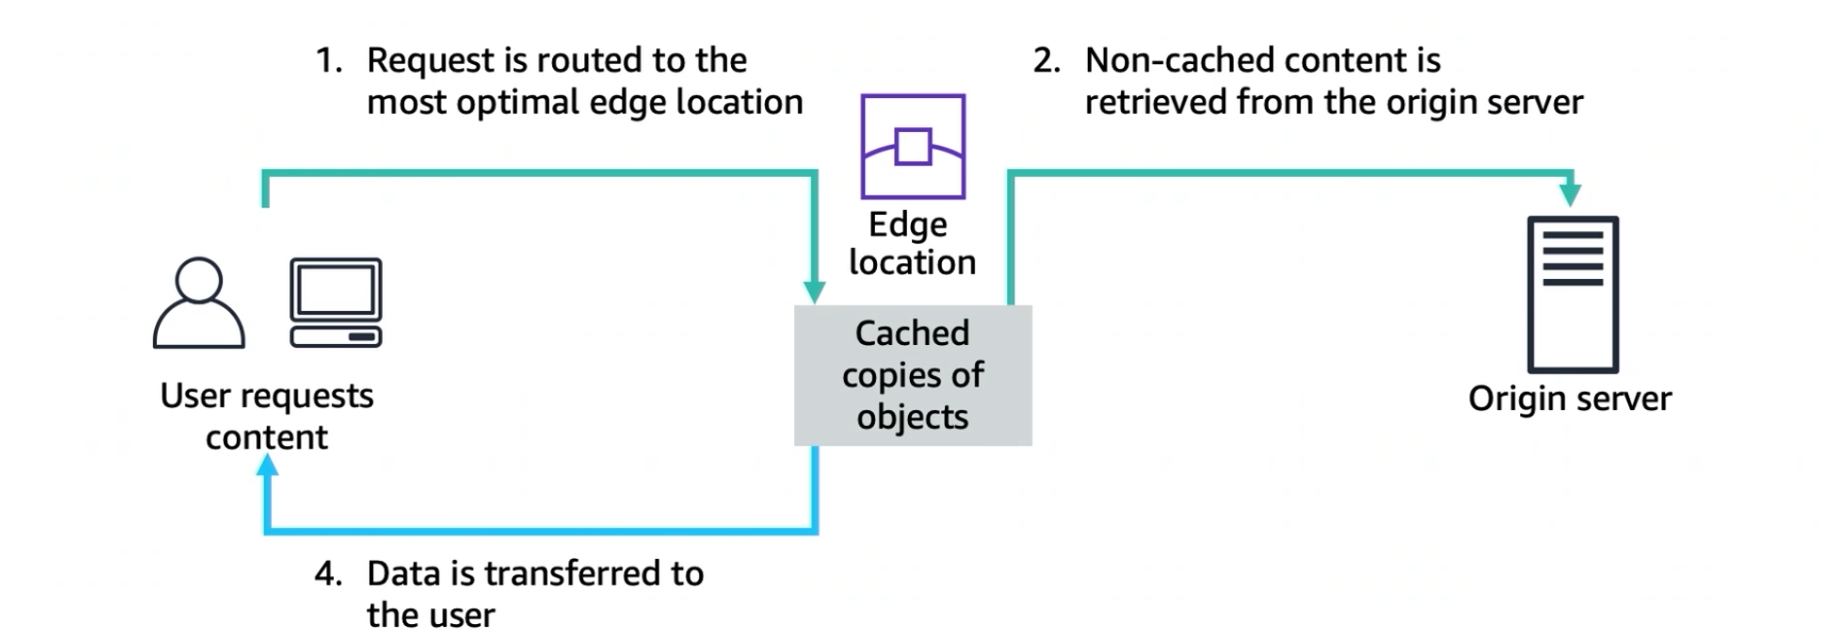 1. Request is routed to the
most optimal edge location
2. Non-cached content is
retrieved from the origin server
Edge
location
Cached
copies of
objects
User requests
content
Origin server
4. Data is transferred to
the user